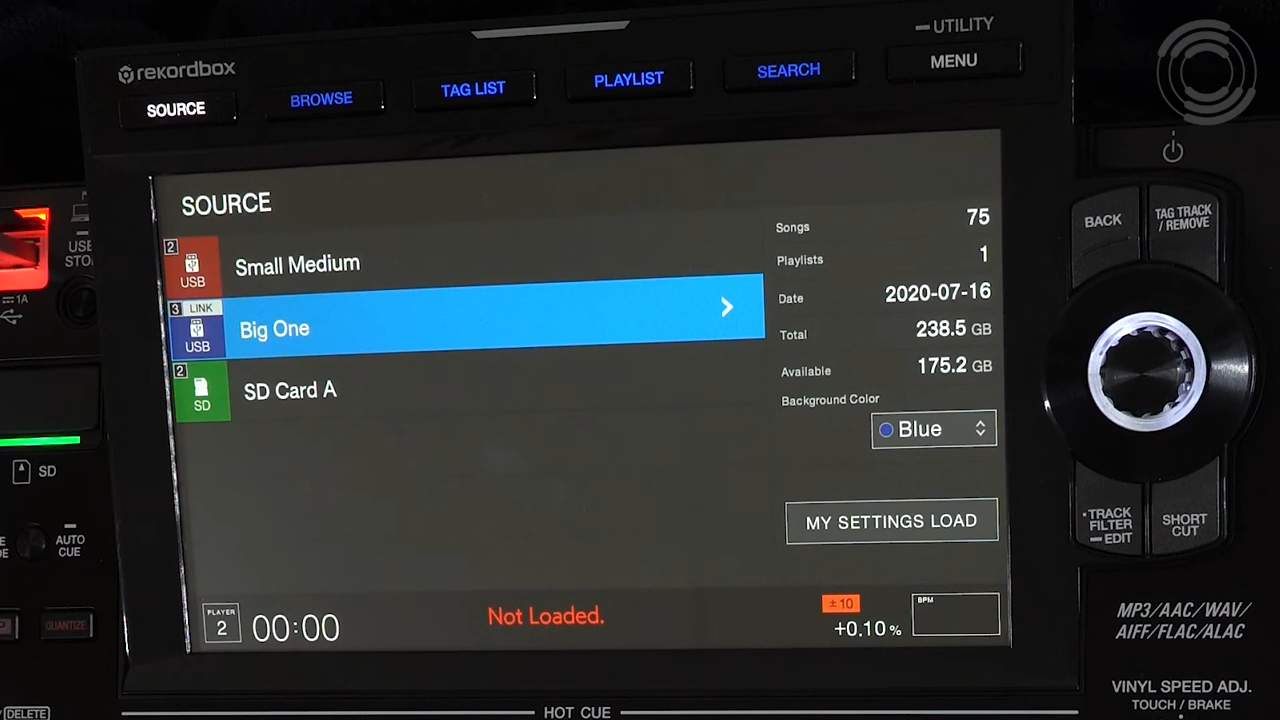 rekordbox
UTILITY
SOURCE
BROWSE
TAG LIST
PLAYLIST
SEARCH
MENU
SOURCE
2
USB
Small Medium
3 LINK
USB
Big One
2
SD
SD Card A
Songs 75
Playlists 1
Date 2020-07-16
Total 238.5 GB
Available 175.2 GB
Background Color
Blue
MY SETTINGS LOAD
PLAYER
2
00:00
Not Loaded.
±10
+0.10 %
BPM
USB
1A
SD
AUTO
CUE
QUANTIZE
/DELETE
HOT CUE
BACK
TAG TRACK
/ REMOVE
TRACK
FILTER
EDIT
SHORT
CUT
MP3/AAC/WAV/
AIFF/FLAC/ALAC
VINYL SPEED ADJ.
TOUCH / BRAKE